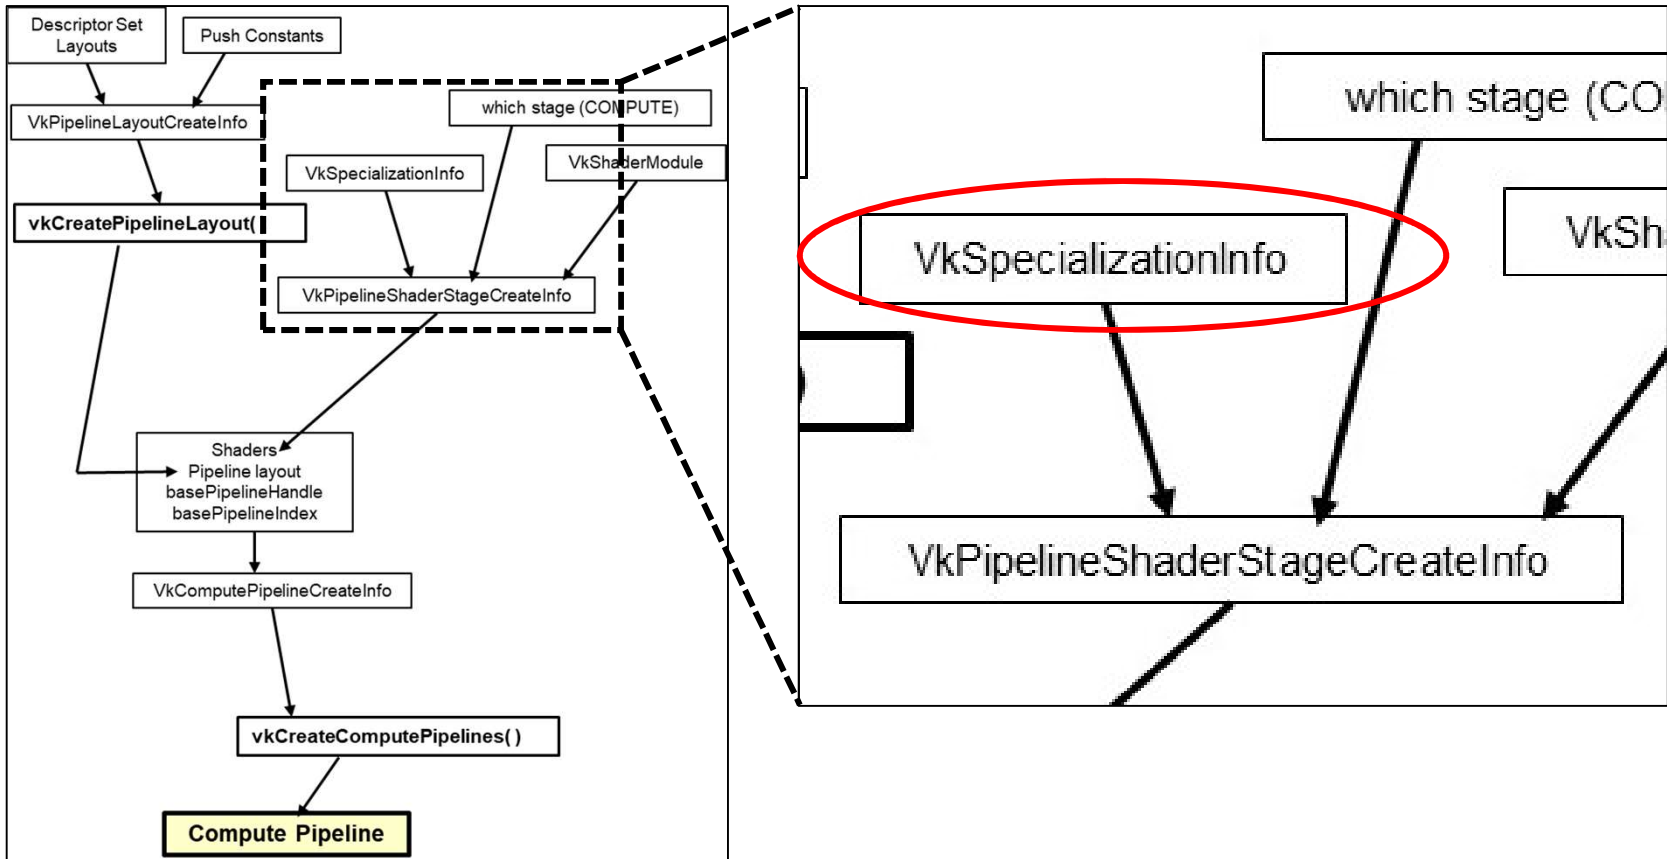 Descriptor Set
Layouts
Push Constants
which stage (COMPUTE)
VkPipelineLayoutCreateInfo
VkSpecializationInfo
VkShaderModule
vkCreatePipelineLayout(
VkPipelineShaderStageCreateInfo
Shaders
Pipeline layout
basePipelineHandle
basePipelineIndex
VkComputePipelineCreateInfo
vkCreateComputePipelines( )
Compute Pipeline
which stage (CO
VkSh
VkSpecializationInfo
)
VkPipelineShaderStageCreateInfo